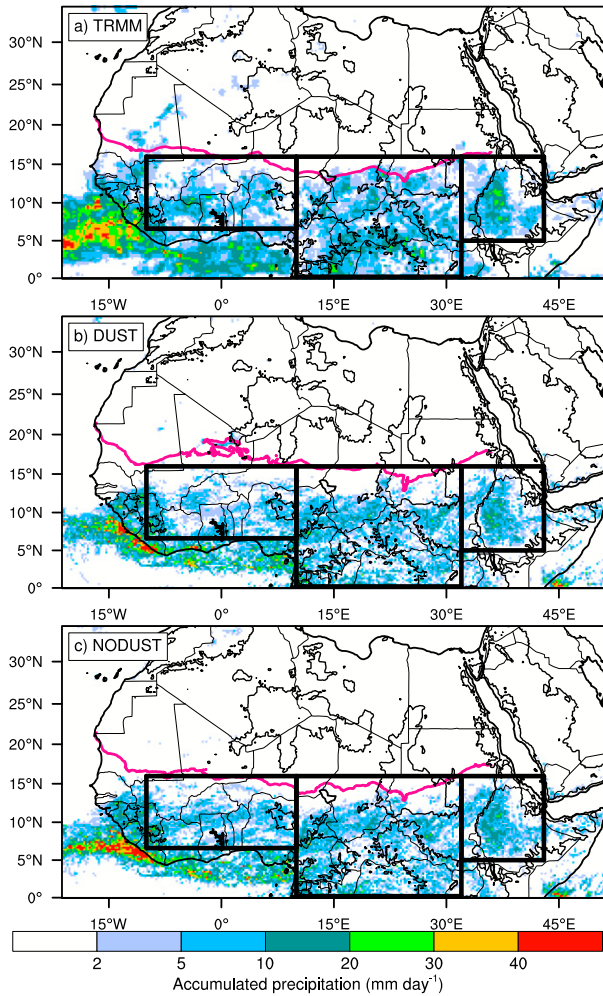 a) TRMM
30°N
25°N
20°N
15°N
10°N
5°N
0°
15°W 0° 15°E 30°E 45°E
b) DUST
30°N
25°N
20°N
15°N
10°N
5°N
0°
15°W 0° 15°E 30°E 45°E
c) NODUST
30°N
25°N
20°N
15°N
10°N
5°N
0°
15°W 0° 15°E 30°E 45°E
2 5 10 20 30 40
Accumulated precipitation (mm day⁻¹)